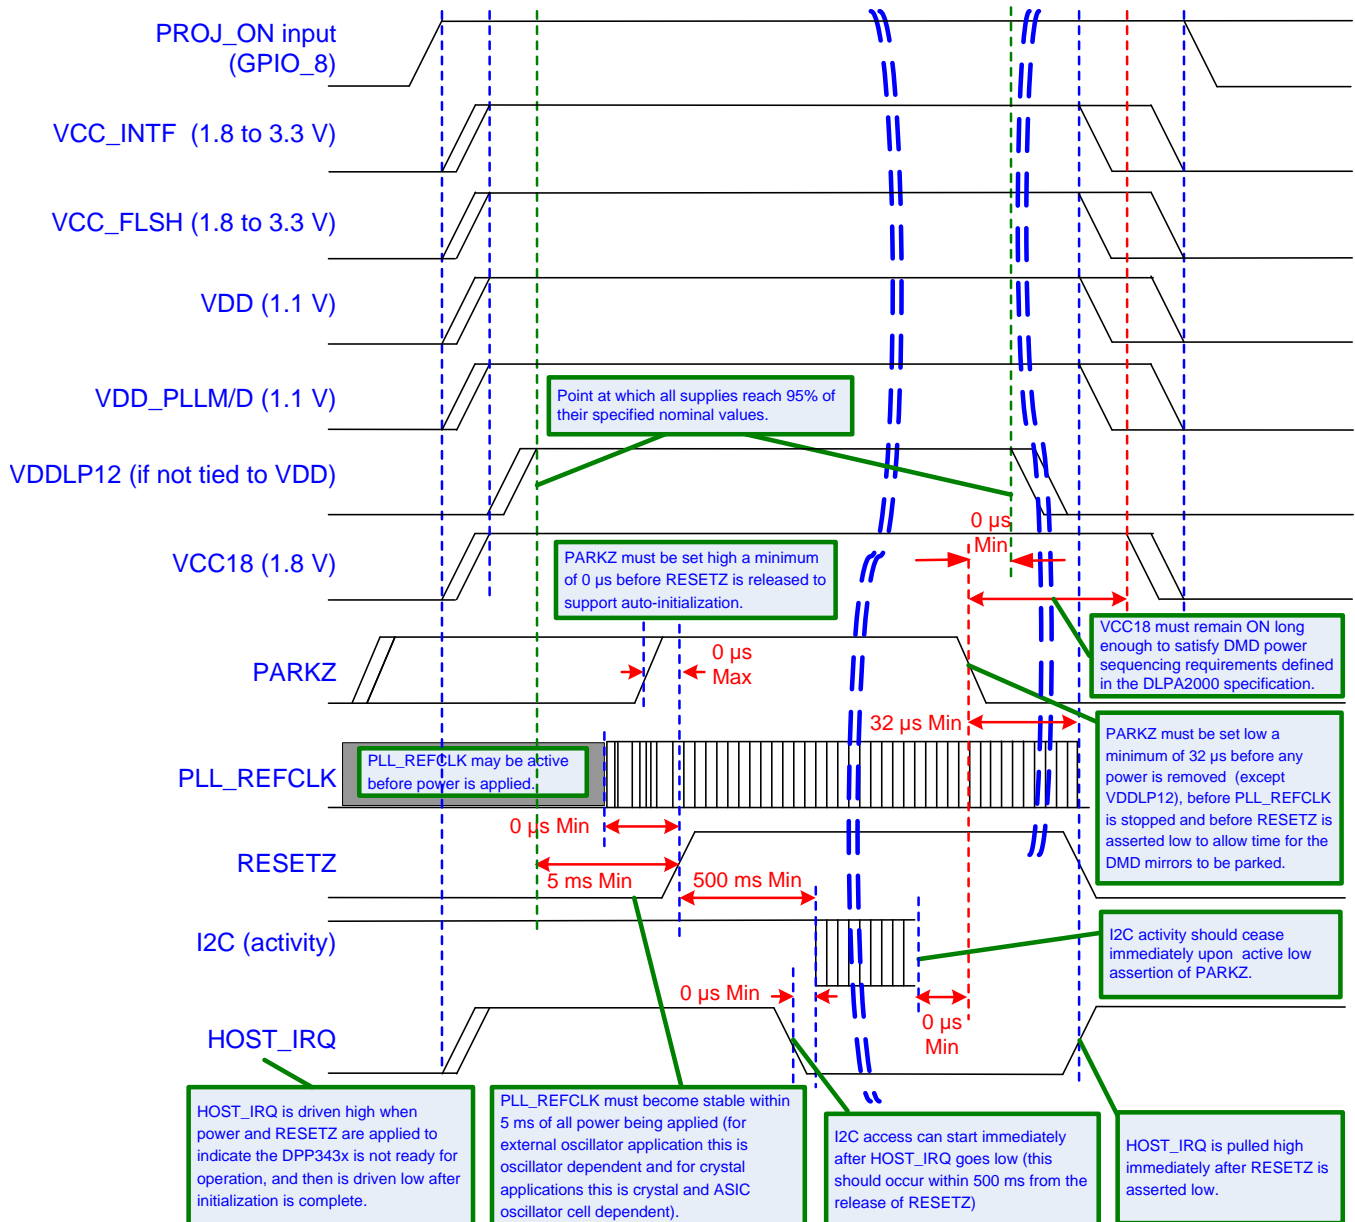 PROJ_ON input
(GPIO_8)
VCC_INTF (1.8 to 3.3 V)
VCC_FLSH (1.8 to 3.3 V)
VDD (1.1 V)
VDD_PLLM/D (1.1 V)
Point at which all supplies reach 95% of
their specified nominal values.
VDDLP12 (if not tied to VDD)
0 µs
Min
VCC18 (1.8 V)
PARKZ must be set high a minimum
of 0 µs before RESETZ is released to
support auto-initialization.
VCC18 must remain ON long
enough to satisfy DMD power
sequencing requirements defined
in the DLPA2000 specification.
PARKZ
0 µs
Max
32 µs Min
PARKZ must be set low a
minimum of 32 µs before any
power is removed (except
VDDLP12), before PLL_REFCLK
is stopped and before RESETZ is
asserted low to allow time for the
DMD mirrors to be parked.
PLL_REFCLK
PLL_REFCLK may be active
before power is applied.
0 µs Min
RESETZ
5 ms Min
500 ms Min
I2C (activity)
I2C activity should cease
immediately upon active low
assertion of PARKZ.
0 µs Min
0 µs
Min
HOST_IRQ
HOST_IRQ is driven high when
power and RESETZ are applied to
indicate the DPP343x is not ready for
operation, and then is driven low after
initialization is complete.
PLL_REFCLK must become stable within
5 ms of all power being applied (for
external oscillator application this is
oscillator dependent and for crystal
applications this is crystal and ASIC
oscillator cell dependent).
I2C access can start immediately
after HOST_IRQ goes low (this
should occur within 500 ms from the
release of RESETZ)
HOST_IRQ is pulled high
immediately after RESETZ is
asserted low.